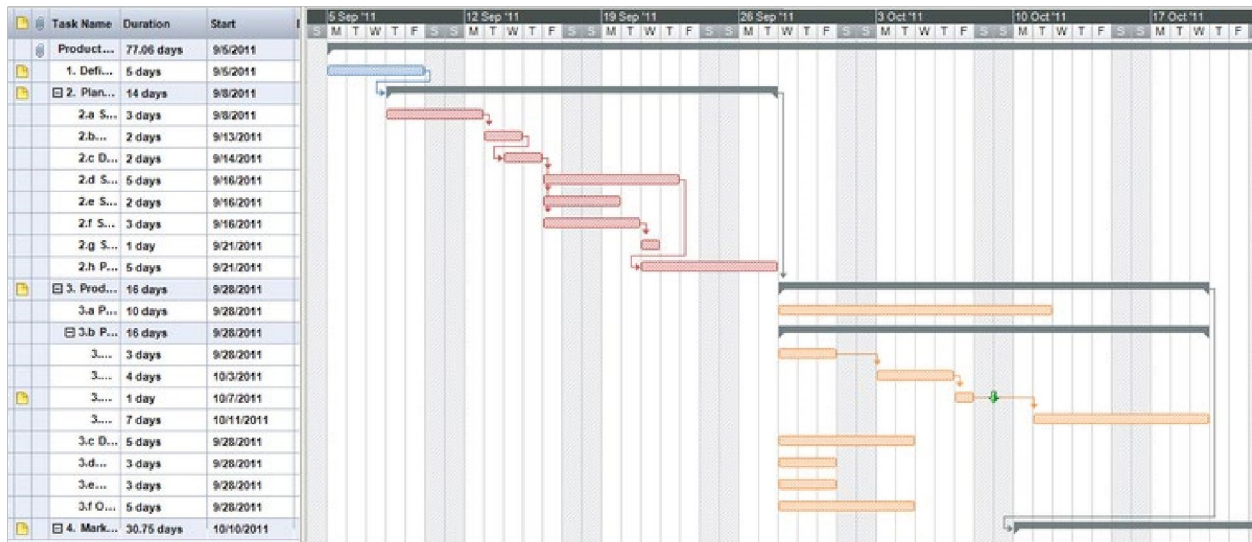 Task Name Duration Start
5 Sep '11 12 Sep '11 19 Sep '11 26 Sep '11 3 Oct '11 10 Oct '11 17 Oct '11
S M T W T F S S M T W T F S S M T W T F S S M T W T F S S M T W T F S S M T W T F S S M T W T F
Product... 77.06 days 9/5/2011
1. Defi... 5 days 9/5/2011
2. Plan... 14 days 9/8/2011
2.a S... 3 days 9/8/2011
2.b... 2 days 9/13/2011
2.c D... 2 days 9/14/2011
2.d S... 5 days 9/16/2011
2.e S... 2 days 9/16/2011
2.f S... 3 days 9/16/2011
2.g S... 1 day 9/21/2011
2.h P... 5 days 9/21/2011
3. Prod... 16 days 9/28/2011
3.a P... 10 days 9/28/2011
3.b P... 16 days 9/28/2011
3.... 3 days 9/28/2011
3.... 4 days 10/3/2011
3.... 1 day 10/7/2011
3.... 7 days 10/11/2011
3.c D... 5 days 9/28/2011
3.d... 3 days 9/28/2011
3.e... 3 days 9/28/2011
3.f O... 5 days 9/28/2011
4. Mark... 30.75 days 10/10/2011